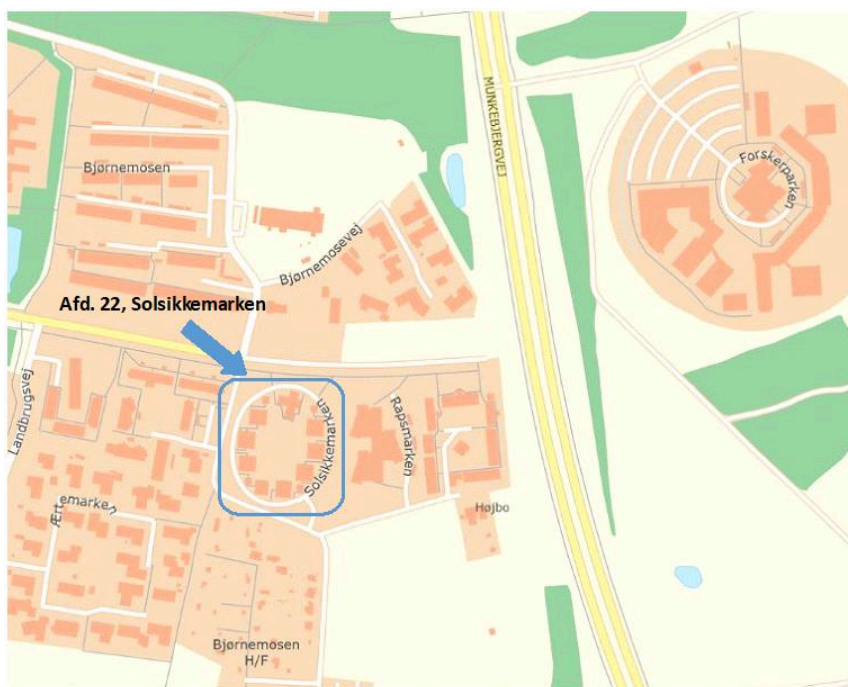 MUNKEBJERGVEJ
Forskerparken
Bjørnemosen
Bjørnemosevej
Afd. 22, Solsikkemarken
Landbrugsvej
Solsikkemarken
Rapsmarken
Ærtemarken
Højbo
Bjørnemosen
H/F